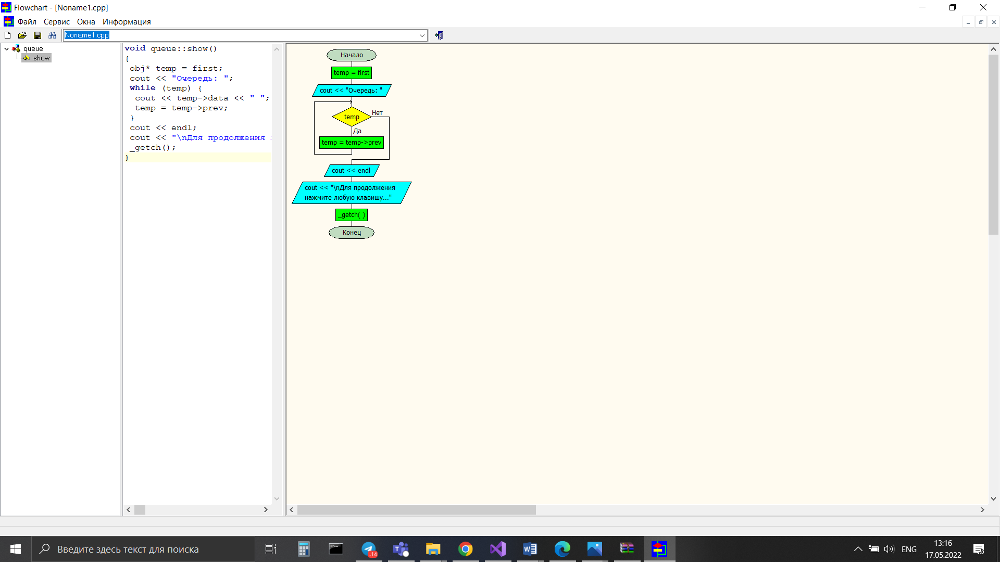 Flowchart - [Noname1.cpp]
Файл Сервис Окна Информация
Noname1.cpp
queue
show
void queue::show()
{
obj* temp = first;
cout << "Очередь: ";
while (temp) {
cout << temp->data << " ";
temp = temp->prev;
}
cout << endl;
cout << "\nДля продолжения
_getch();
}
Начало
temp = first
cout << "Очередь: "
temp
Нет
Да
temp = temp->prev
cout << endl
cout << "\nДля продолжения
нажмите любую клавишу..."
_getch( )
Конец
Введите здесь текст для поиска
..14
ENG
13:16
17.05.2022